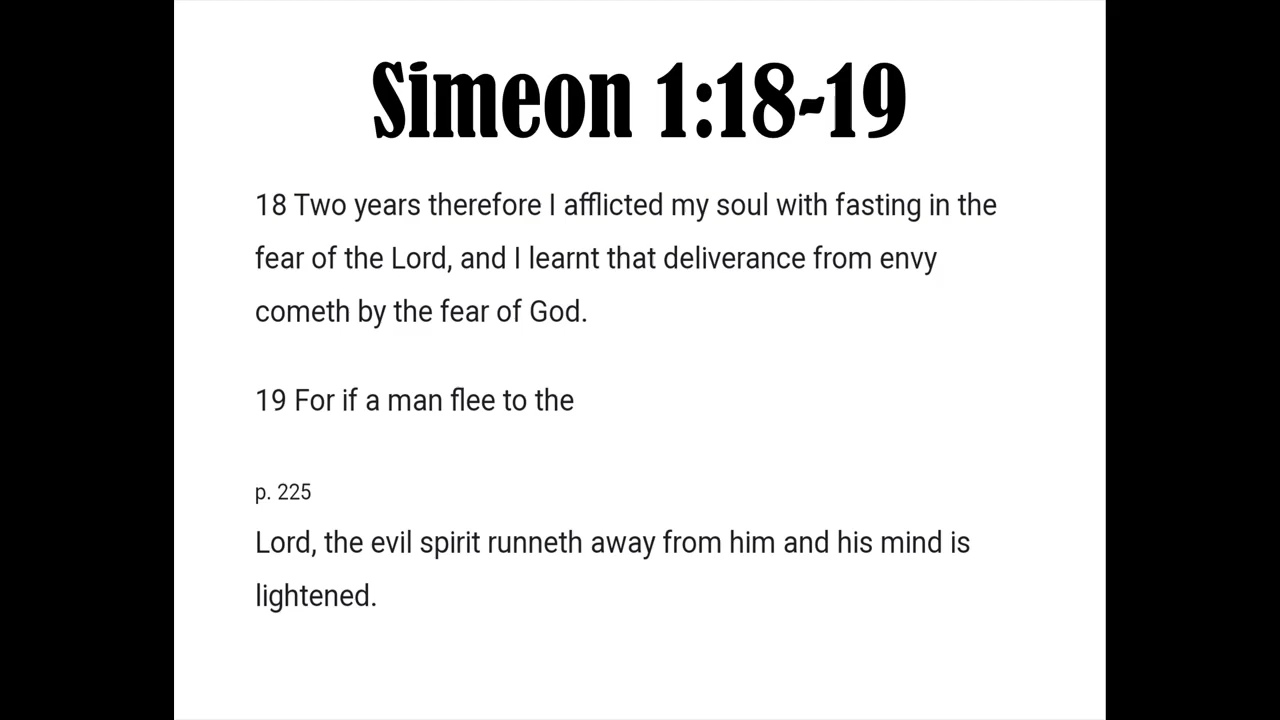 Simeon 1:18-19
18 Two years therefore I afflicted my soul with fasting in the
fear of the Lord, and I learnt that deliverance from envy
cometh by the fear of God.
19 For if a man flee to the
p. 225
Lord, the evil spirit runneth away from him and his mind is
lightened.